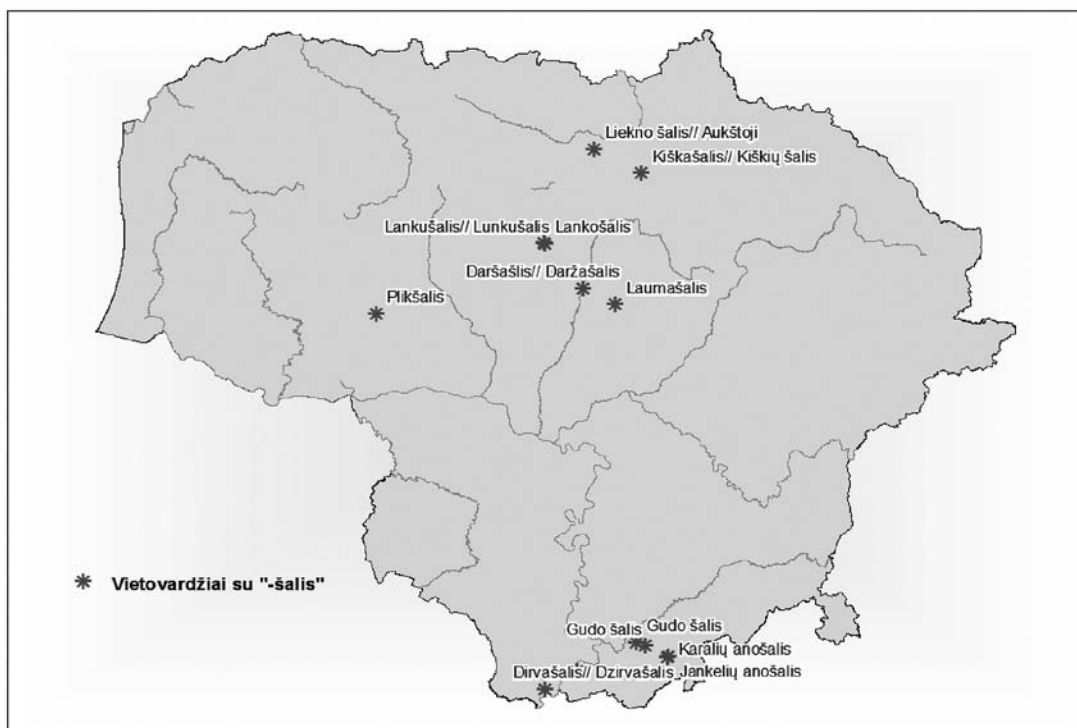 Liekno šalis// Aukštoji
Kiškašalis// Kiškių šalis
Lankušalis// Lunkušalis Lankošalis
Daršašlis// Daržašalis
Laumašalis
Plikšalis
Vietovardžiai su "-šalis"
Gudo šalis Gudo šalis
Karalių anošalis
Dirvašalis// Dzirvašalis Jankelių anošalis